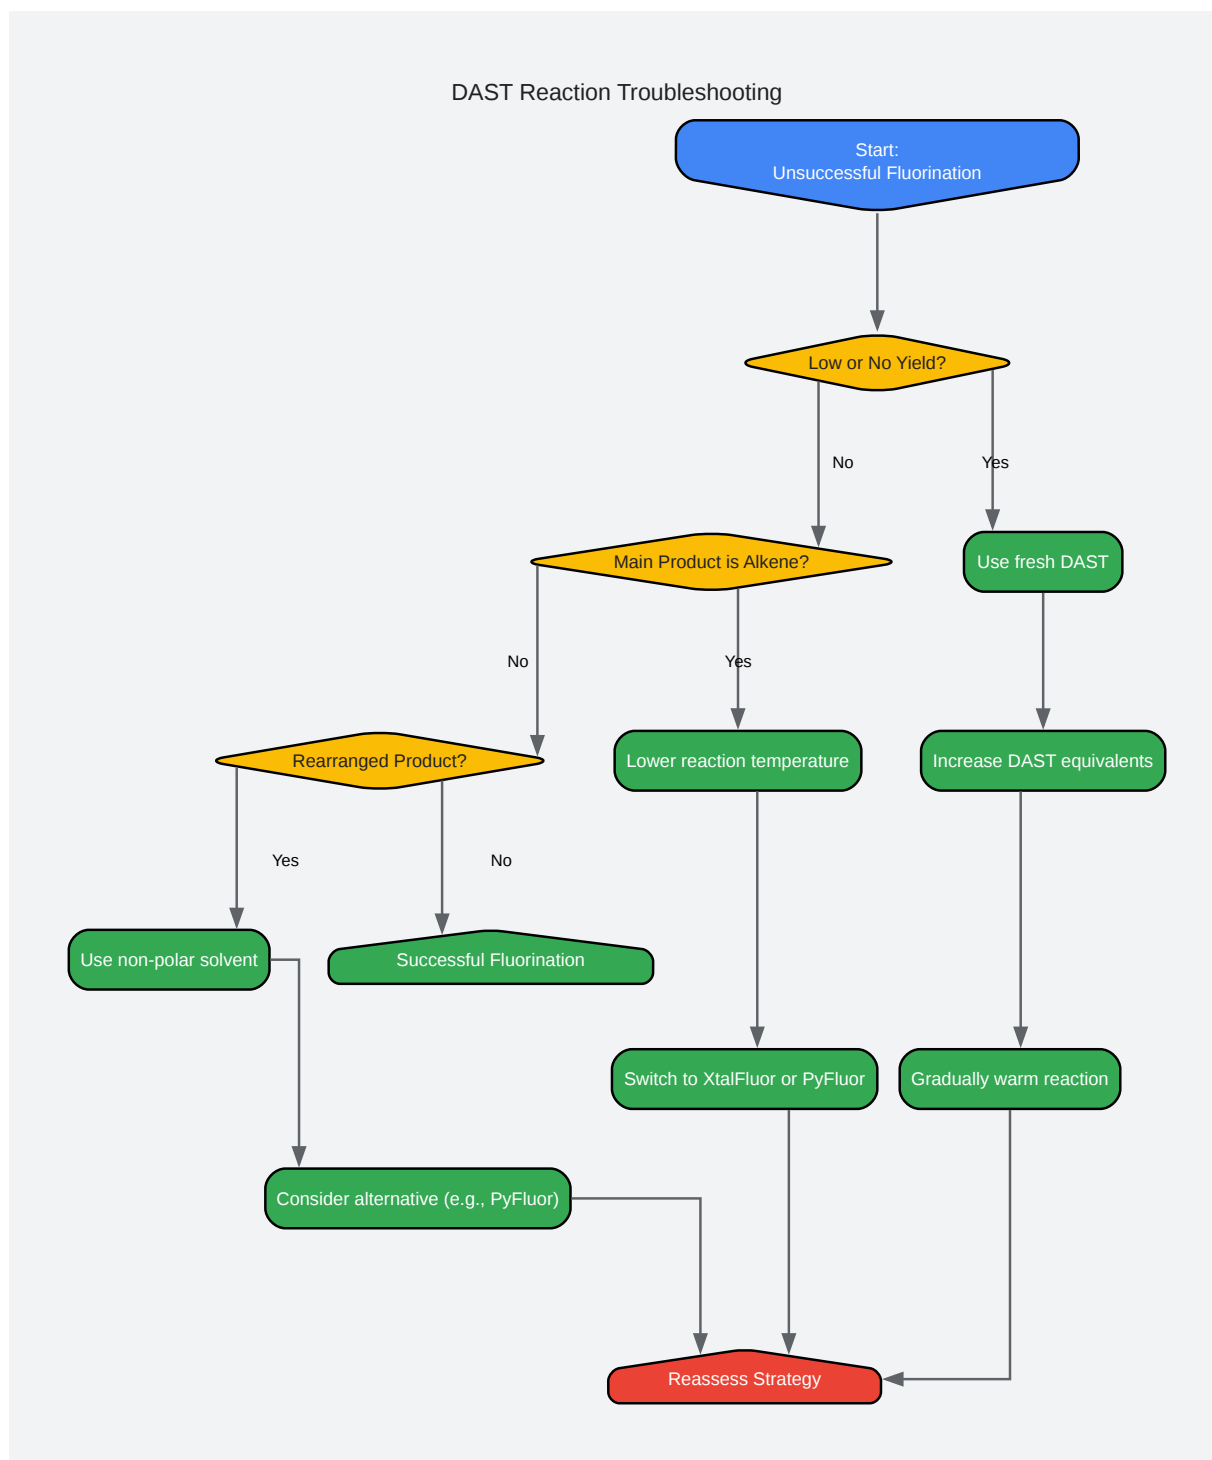 DAST Reaction Troubleshooting
Start:
Unsuccessful Fluorination
Low or No Yield?
No
Yes
Main Product is Alkene?
Use fresh DAST
No
Yes
Rearranged Product?
Lower reaction temperature
Increase DAST equivalents
Yes
No
Use non-polar solvent
Successful Fluorination
Switch to XtalFluor or PyFluor
Gradually warm reaction
Consider alternative (e.g., PyFluor)
Reassess Strategy